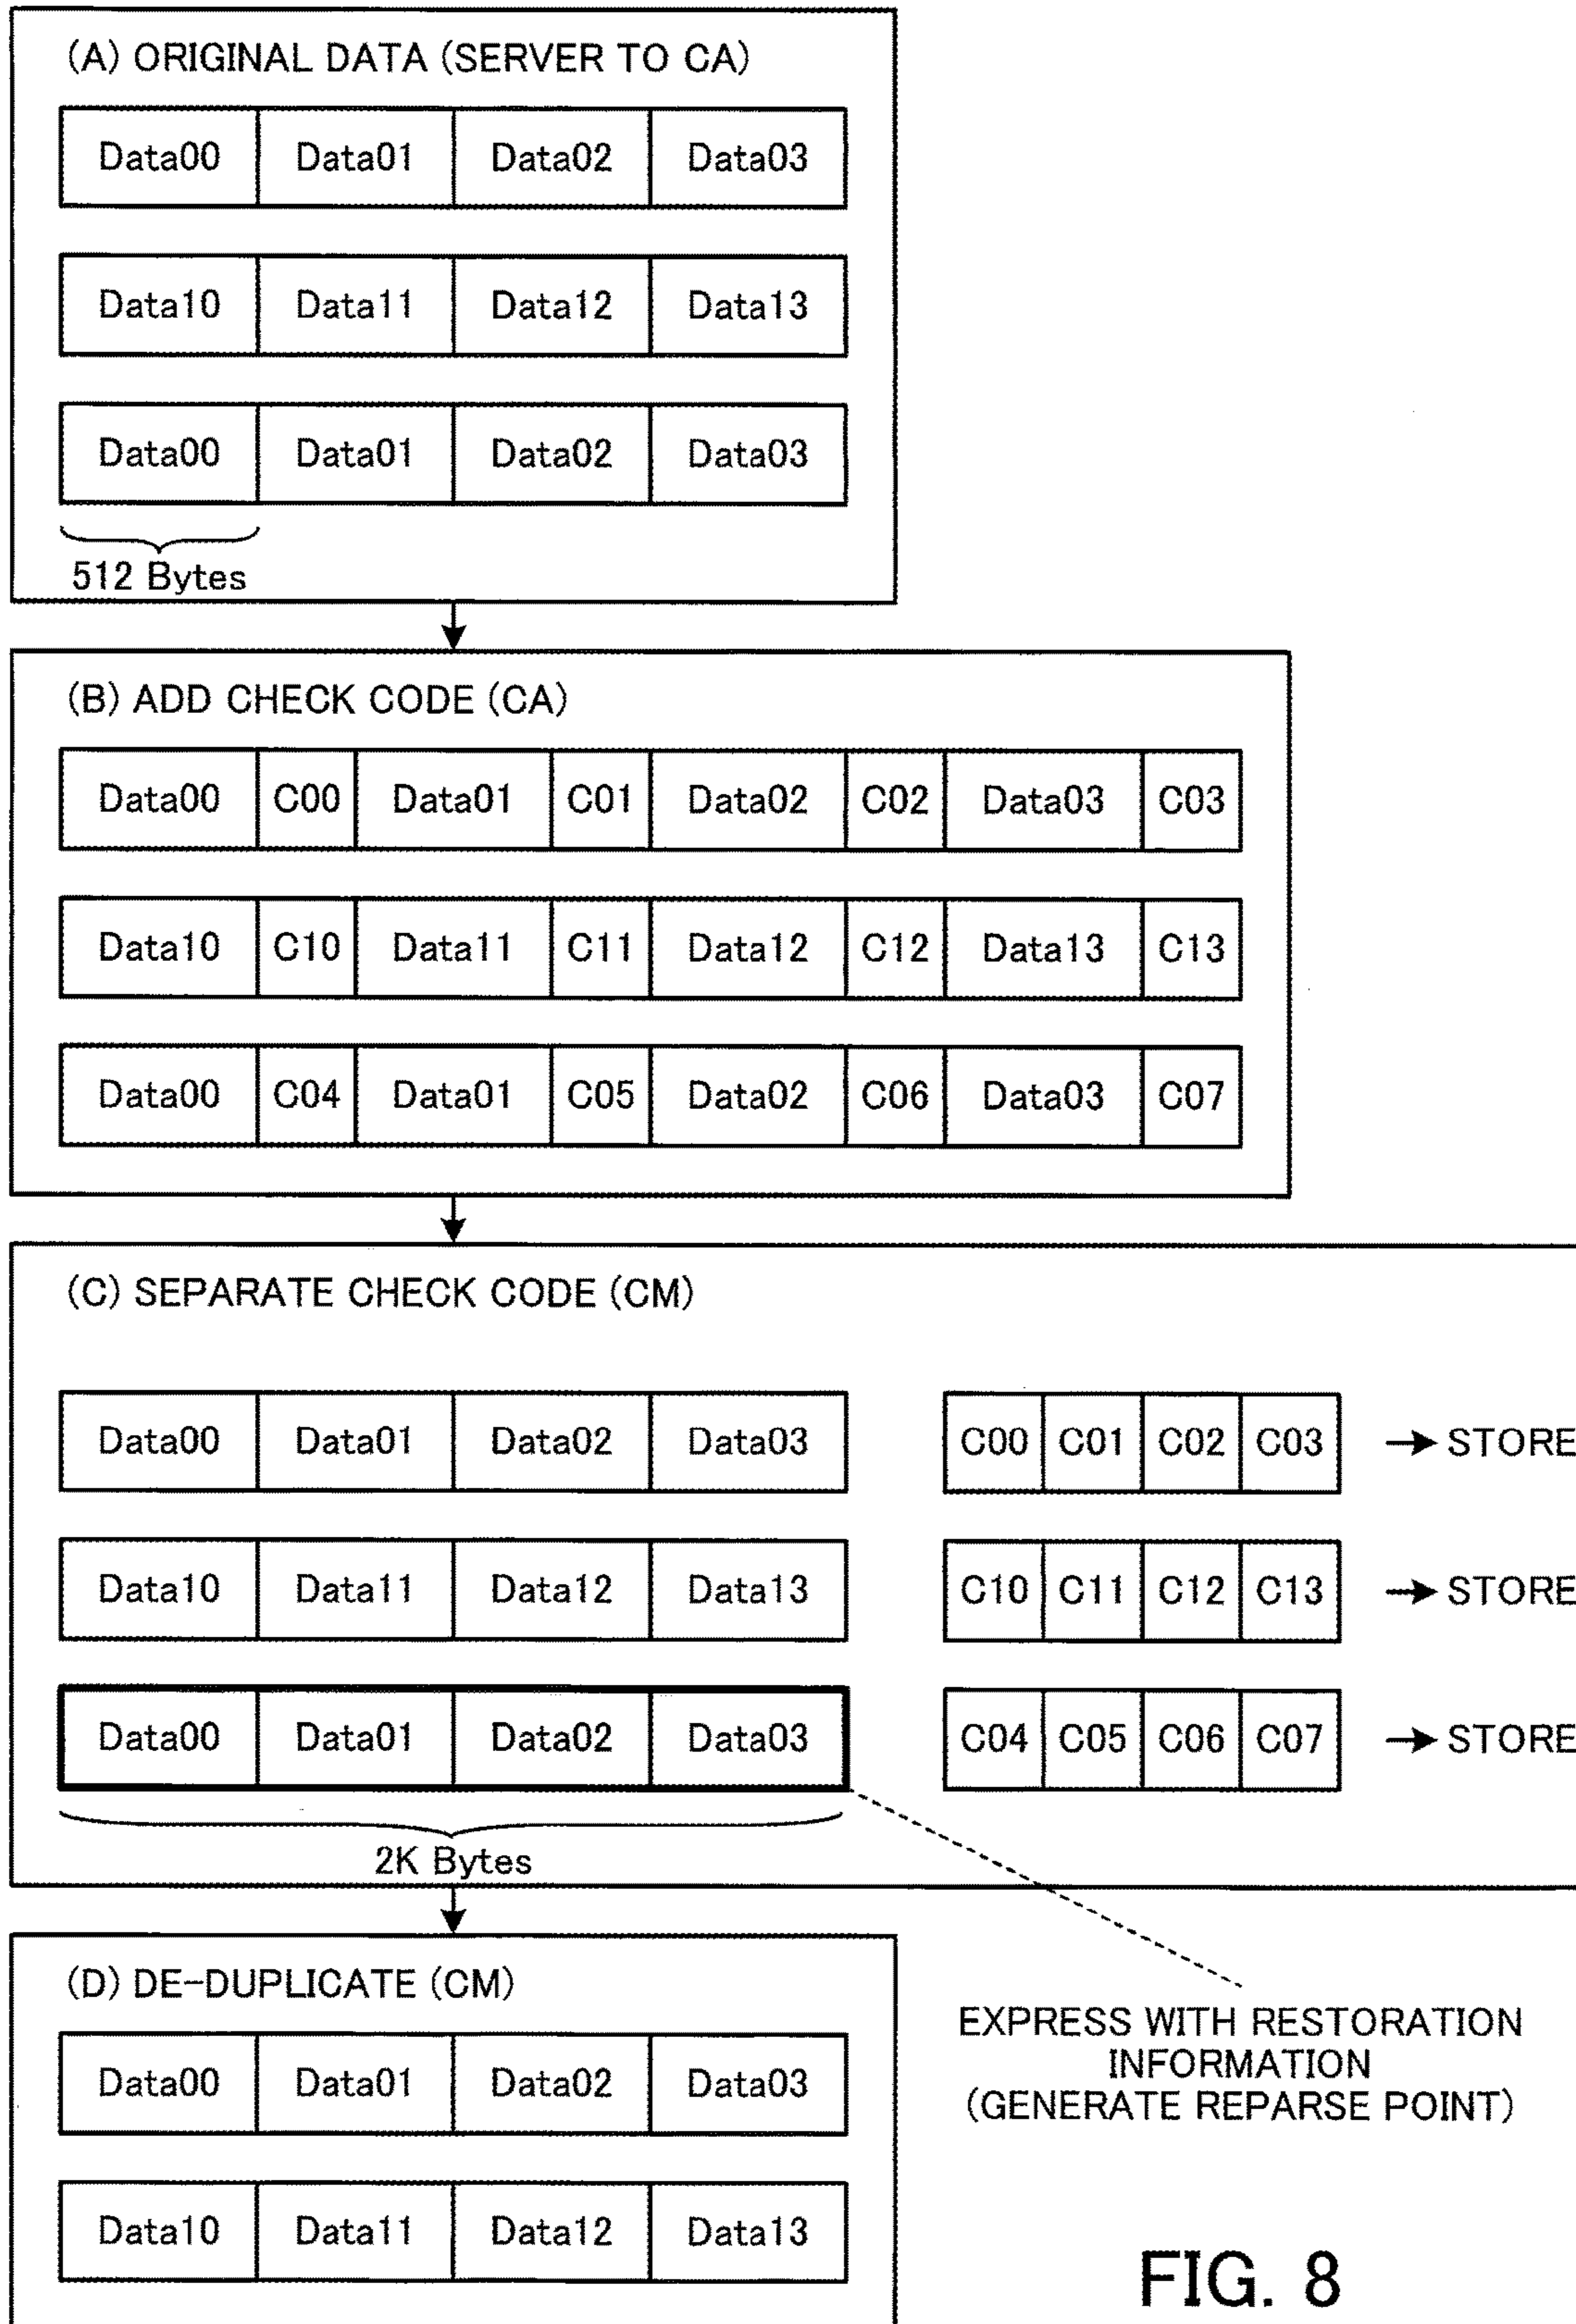 (A) ORIGINAL DATA (SERVER TO CA)
Data00 Data01 Data02 Data03
Data10 Data11 Data12 Data13
Data00 Data01 Data02 Data03
512 Bytes
(B) ADD CHECK CODE (CA)
Data00 C00 Data01 C01 Data02 C02 Data03 C03
Data10 C10 Data11 C11 Data12 C12 Data13 C13
Data00 C04 Data01 C05 Data02 C06 Data03 C07
(C) SEPARATE CHECK CODE (CM)
Data00 Data01 Data02 Data03 C00 C01 C02 C03 STORE
Data10 Data11 Data12 Data13 C10 C11 C12 C13 STORE
Data00 Data01 Data02 Data03 C04 C05 C06 C07 STORE
2K Bytes
(D) DE-DUPLICATE (CM)
Data00 Data01 Data02 Data03
Data10 Data11 Data12 Data13
EXPRESS WITH RESTORATION
INFORMATION
(GENERATE REPARSE POINT)
FIG. 8